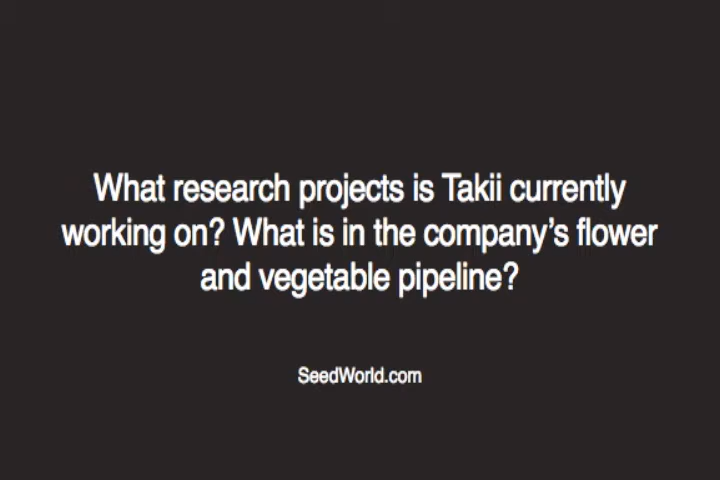 What research projects is Takii currently
working on? What is in the company’s flower
and vegetable pipeline?
SeedWorld.com